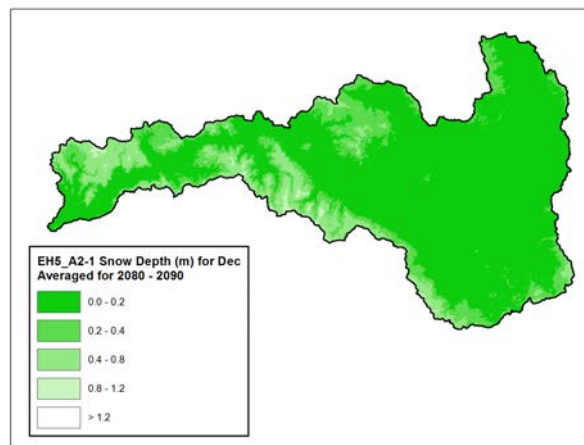 EH5_A2-1 Snow Depth (m) for Dec
Averaged for 2080 - 2090
0.0 - 0.2
0.2 - 0.4
0.4 - 0.8
0.8 - 1.2
> 1.2